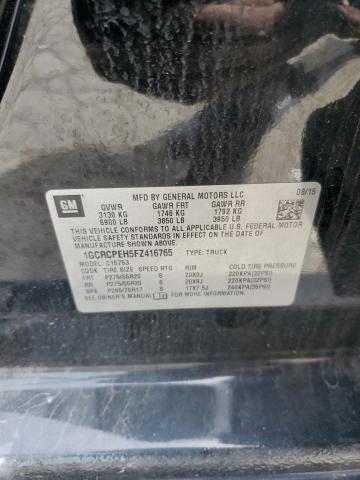 GM
MFD BY GENERAL MOTORS LLC
08/15
GVWR GAWR FRT GAWR RR
3130 KG 1746 KG 1792 KG
6900 LB 3850 LB 3950 LB
THIS VEHICLE CONFORMS TO ALL APPLICABLE U.S. FEDERAL MOTOR
VEHICLE SAFETY STANDARDS IN EFFECT ON THE DATE OF
MANUFACTURE SHOWN ABOVE.
1GCRCPEH5FZ416765 TYPE: TRUCK
MODEL: C15753
TIRE SIZE SPEED RTG RIM COLD TIRE PRESSURE
FRT P275/55R20 S 20X9J 220KPA(32PSI)
RR P275/55R20 S 20X9J 220KPA(32PSI)
SPA P265/70R17 S 17X7.5J 240KPA(35PSI)
SEE OWNER'S MANUAL FOR ADDITIONAL INFORMATION